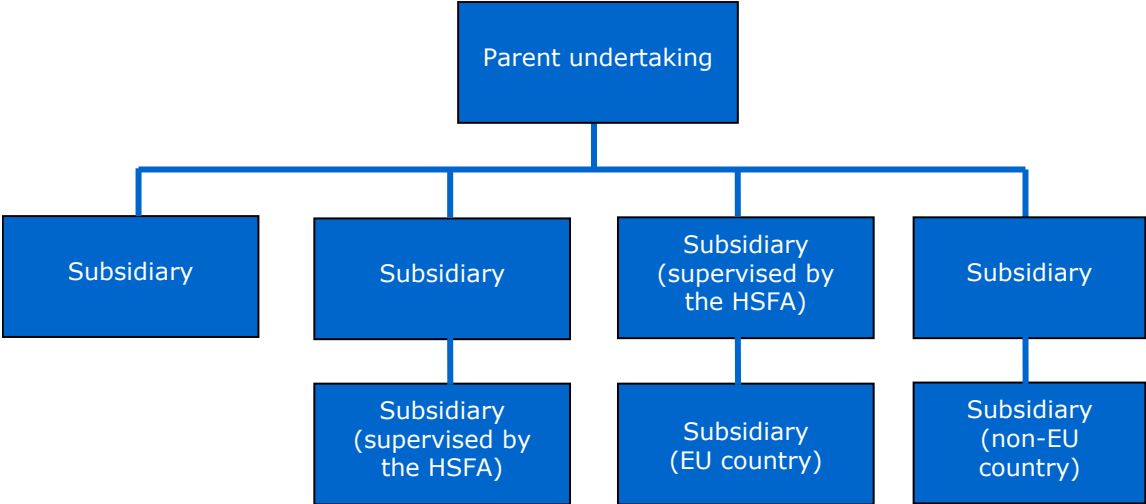 Parent undertaking
Subsidiary
Subsidiary
Subsidiary
(supervised by
the HSFA)
Subsidiary
Subsidiary
(supervised by
the HSFA)
Subsidiary
(EU country)
Subsidiary
(non-EU
country)